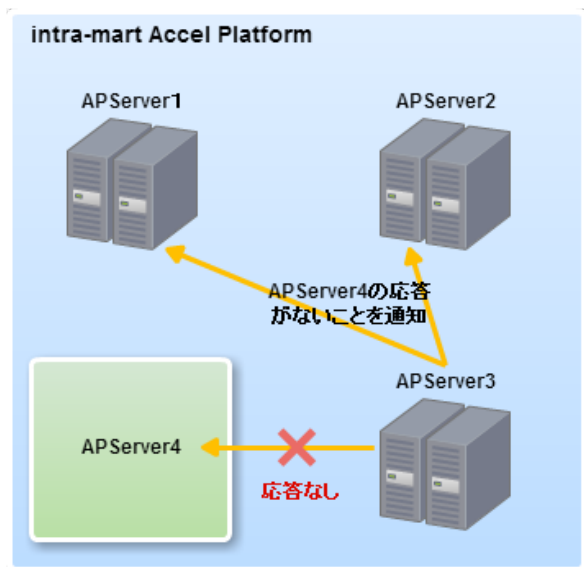 intra-mart Accel Platform
APServer1
APServer2
APServer4の応答
がないことを通知
APServer3
APServer4
応答なし